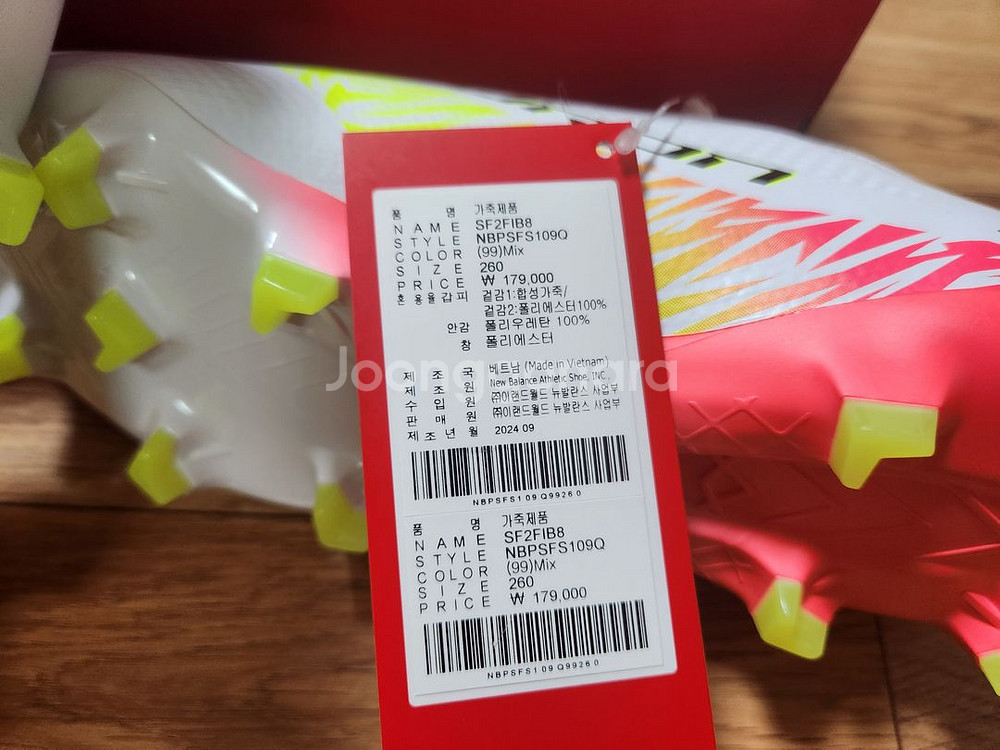 품 명 가죽제품
NAME SF2FIB8
STYLE NBPSFS109Q
COLOR (99)Mix
SIZE 260
PRICE ₩ 179,000
혼용율갑피 겉감1:합성가죽/
겉감2:폴리에스터100%
안감 폴리우레탄 100%
창 폴리에스터
제조국 베트남 (Made in Vietnam)
제조원 New Balance Athletic Shoe, INC.
수입원 ㈜이랜드월드 뉴발란스 사업부
판매원 ㈜이랜드월드 뉴발란스 사업부
제조년월 2024 09
NBPSFS109Q99260
품 명 가죽제품
NAME SF2FIB8
STYLE NBPSFS109Q
COLOR (99)Mix
SIZE 260
PRICE ₩ 179,000
NBPSFS109Q99260
Joonggonara